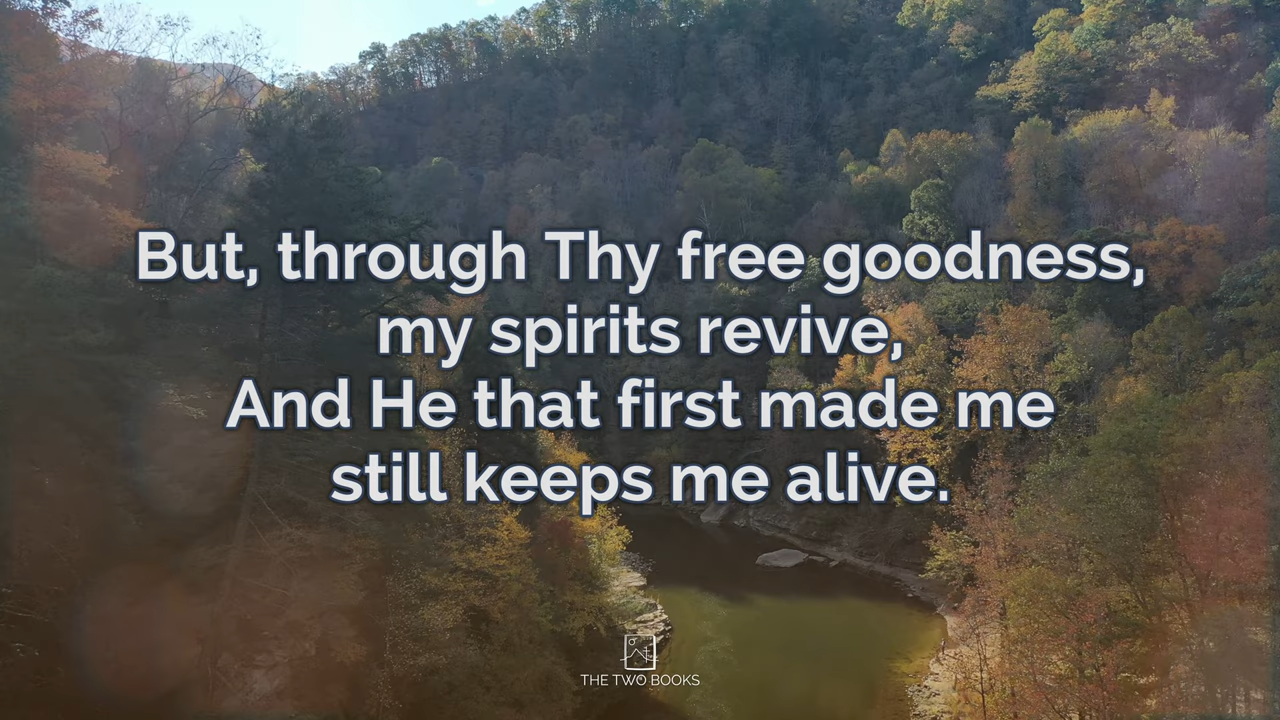 But, through Thy free goodness,
my spirits revive,
And He that first made me
still keeps me alive.
THE TWO BOOKS